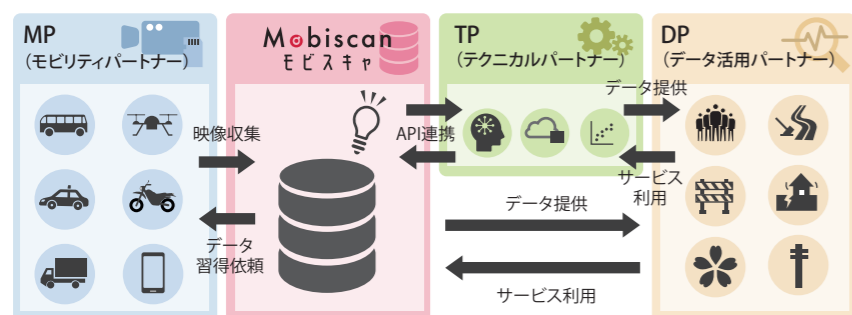 MP
（モビリティパートナー）
Mobiscan
モビスキャ
TP
（テクニカルパートナー）
DP
（データ活用パートナー）
映像収集
データ
習得依頼
API連携
データ提供
サービス
利用
データ提供
サービス利用